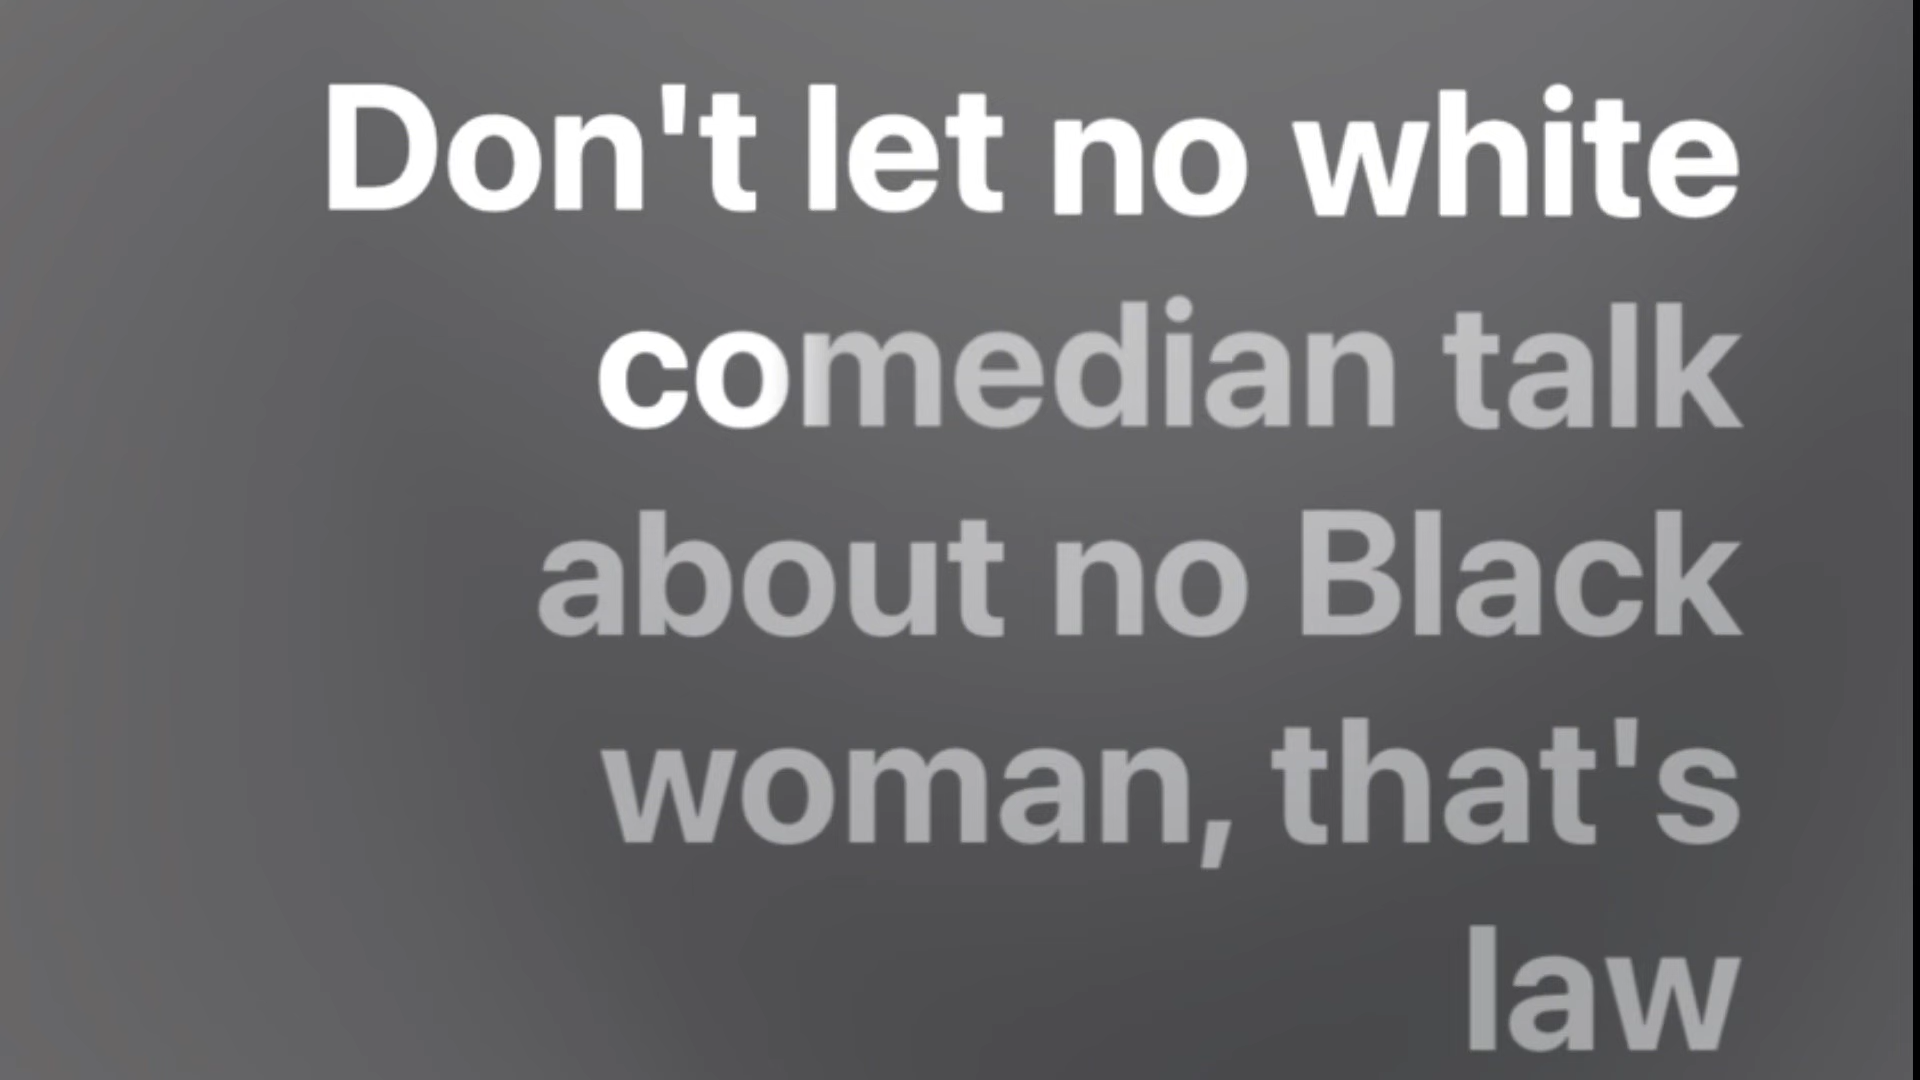 Don't let no white
comedian talk
about no Black
woman, that's
law